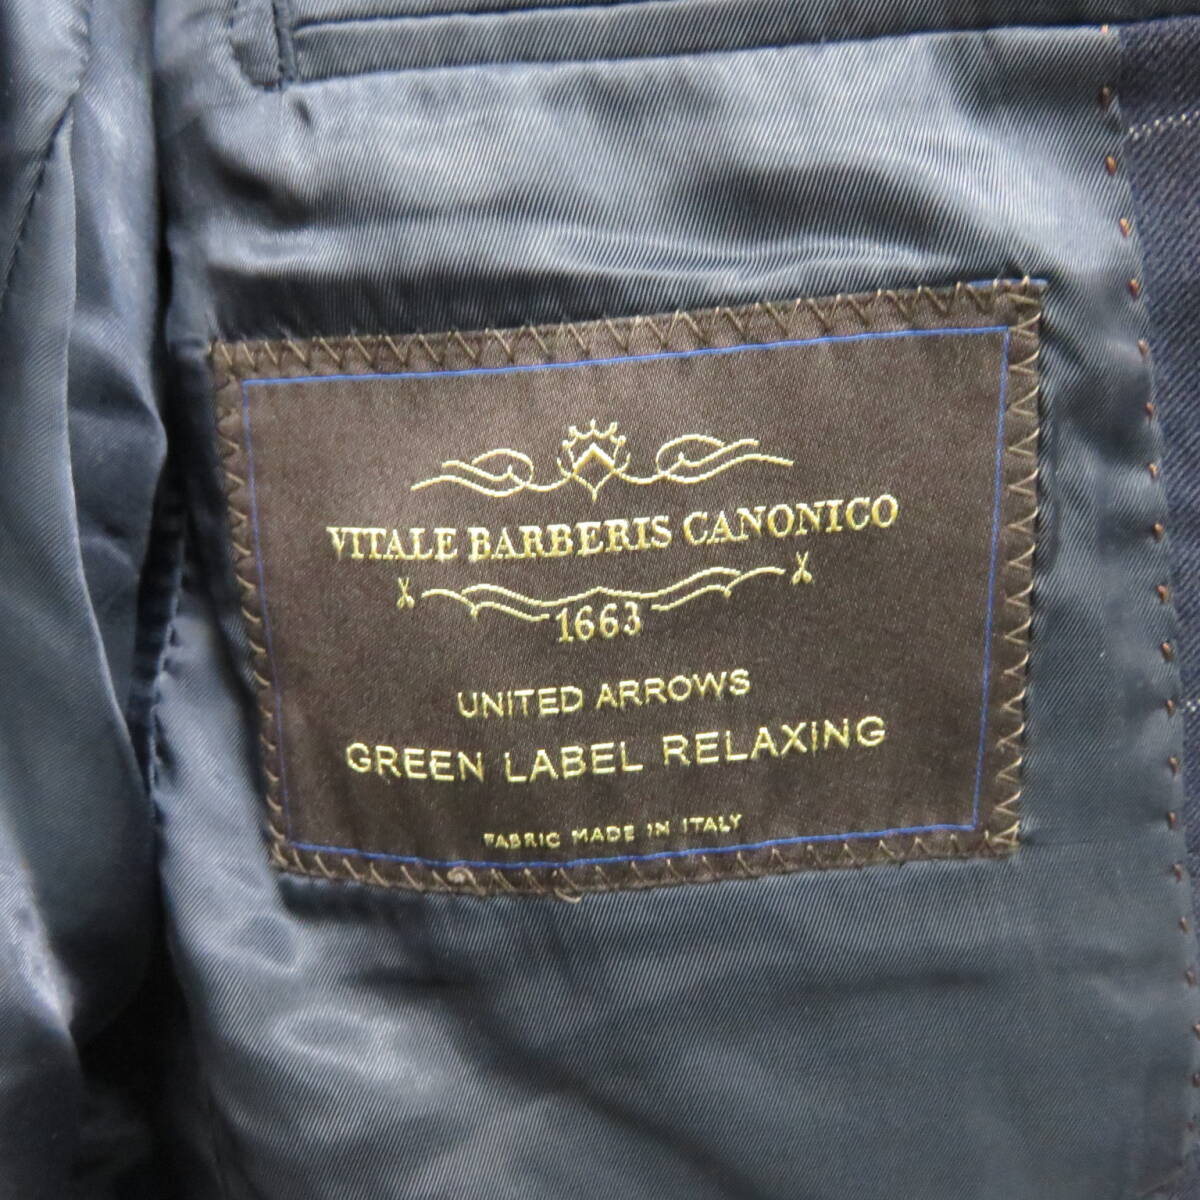 VITALE BARBERIS CANONICO
1663
UNITED ARROWS
GREEN LABEL RELAXING
FABRIC MADE IN ITALY